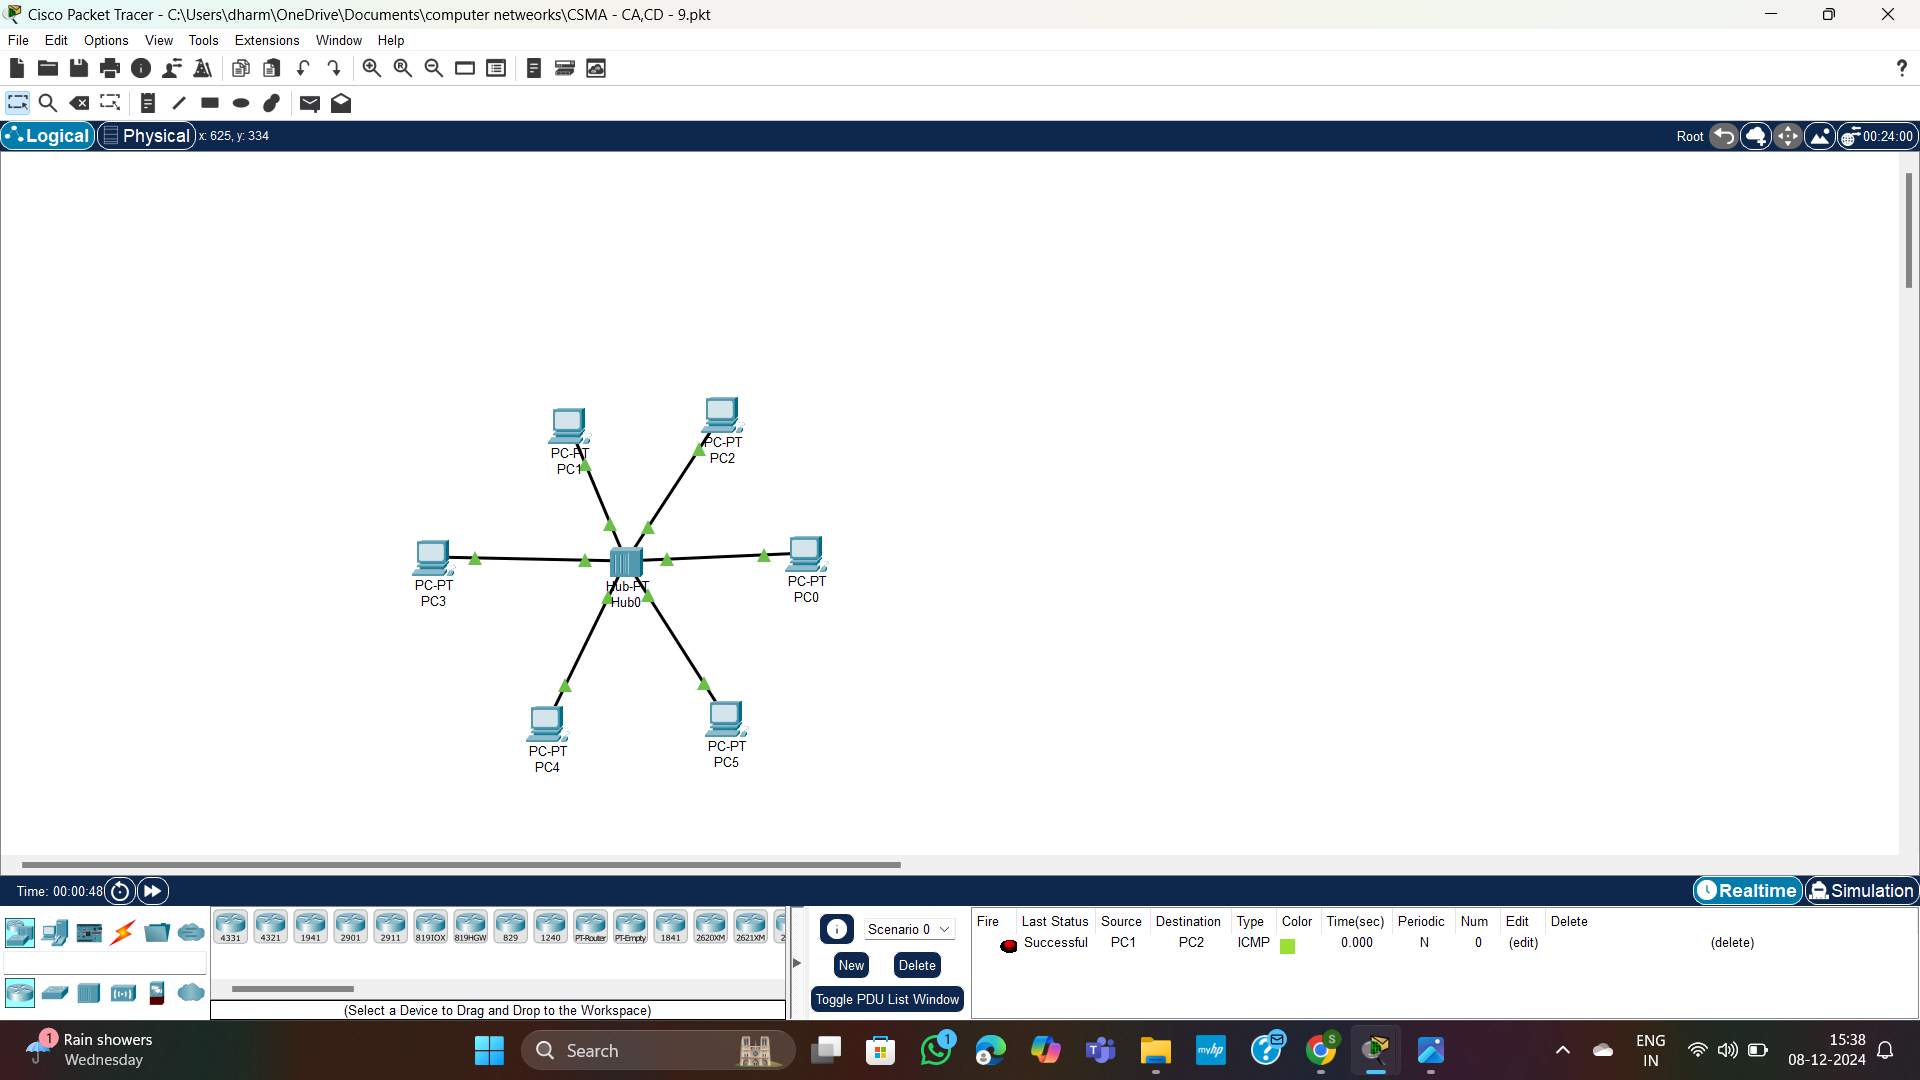 Cisco Packet Tracer - C:\Users\dharm\OneDrive\Documents\computer netweorks\CSMA - CA,CD - 9.pkt
File Edit Options View Tools Extensions Window Help
?
Logical Physical x: 625, y: 334 Root 00:24:00
PC-PT
PC1
PC-PT
PC2
PC-PT
PC3
Hub-PT
Hub0
PC-PT
PC0
PC-PT
PC4
PC-PT
PC5
Time: 00:00:48 Realtime Simulation
4331 4321 1941 2901 2911 819IOX 819HGW 829 1240 PT-Router PT-Empty 1841 2620XM 2621XM
(Select a Device to Drag and Drop to the Workspace)
Scenario 0
New Delete
Toggle PDU List Window
Fire Last Status Source Destination Type Color Time(sec) Periodic Num Edit Delete
Successful PC1 PC2 ICMP 0.000 N 0 (edit) (delete)
1 Rain showers
Wednesday
Search
1
myhp
S
ENG
IN
15:38
08-12-2024